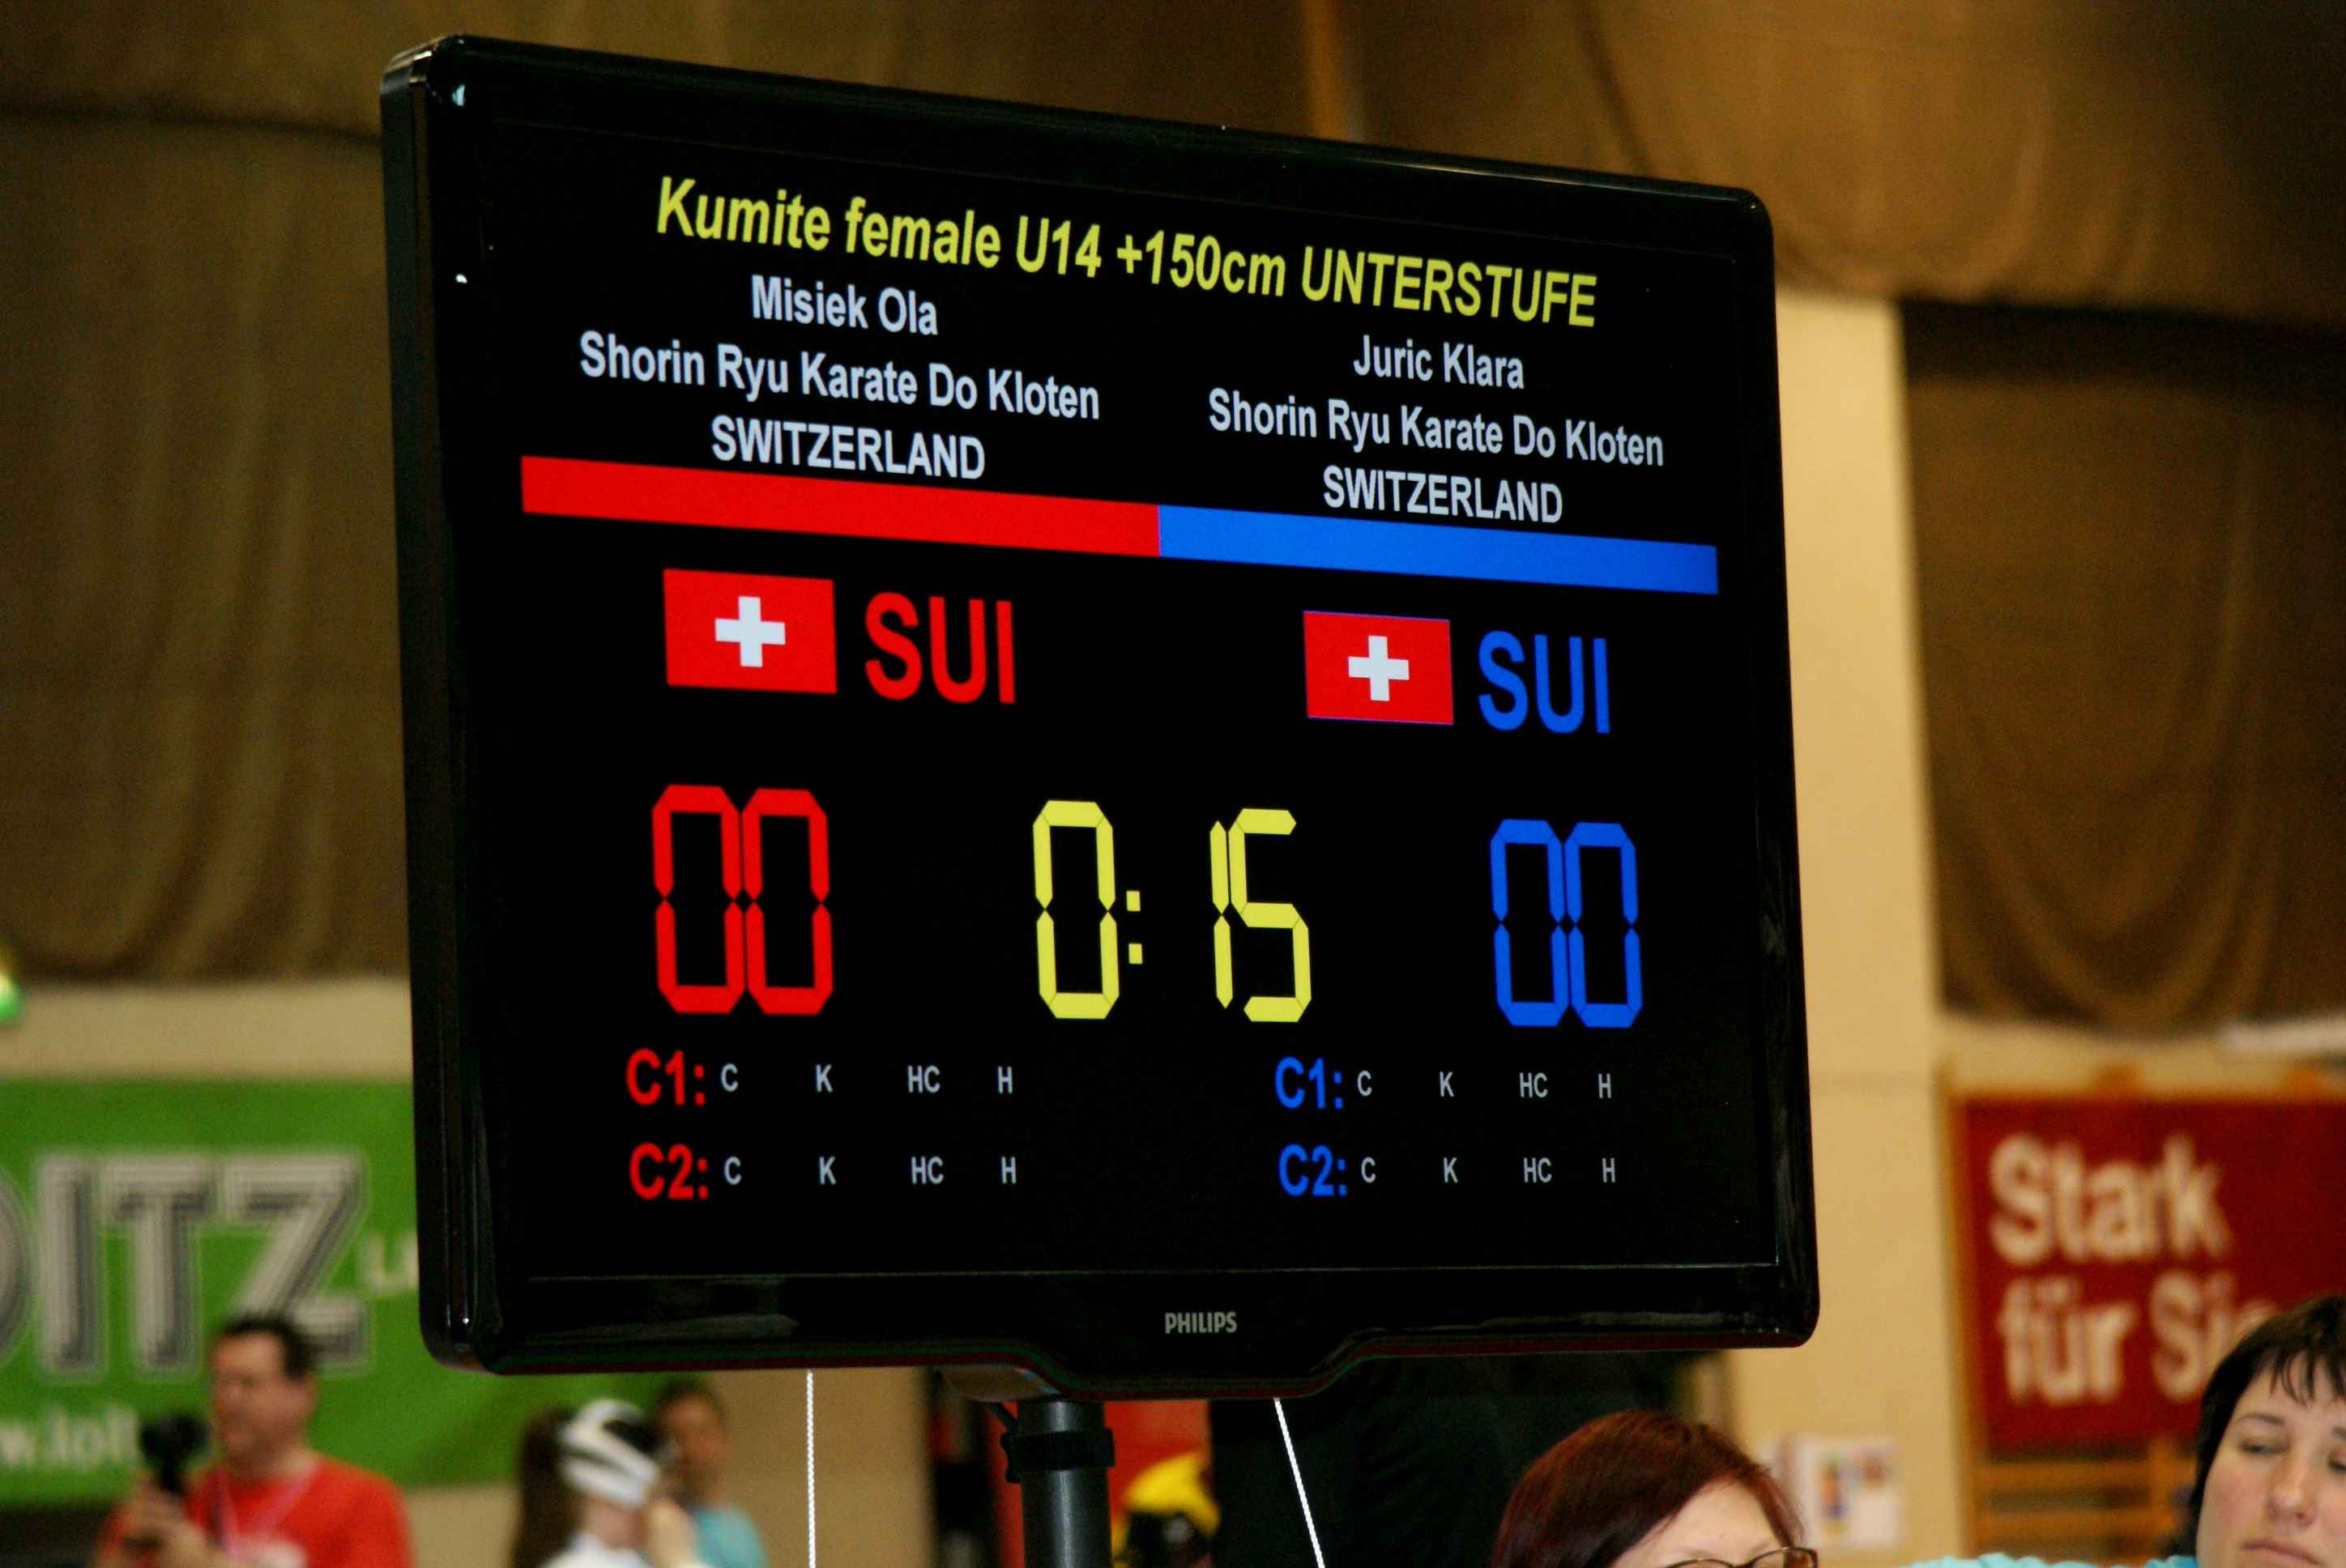 Kumite female U14 +150cm UNTERSTUFE
Misiek Ola
Shorin Ryu Karate Do Kloten
SWITZERLAND
Juric Klara
Shorin Ryu Karate Do Kloten
SWITZERLAND
SUI
SUI
00 0:15 00
C1: C K HC H
C1: C K HC H
C2: C K HC H
C2: C K HC H
PHILIPS
Stark
für